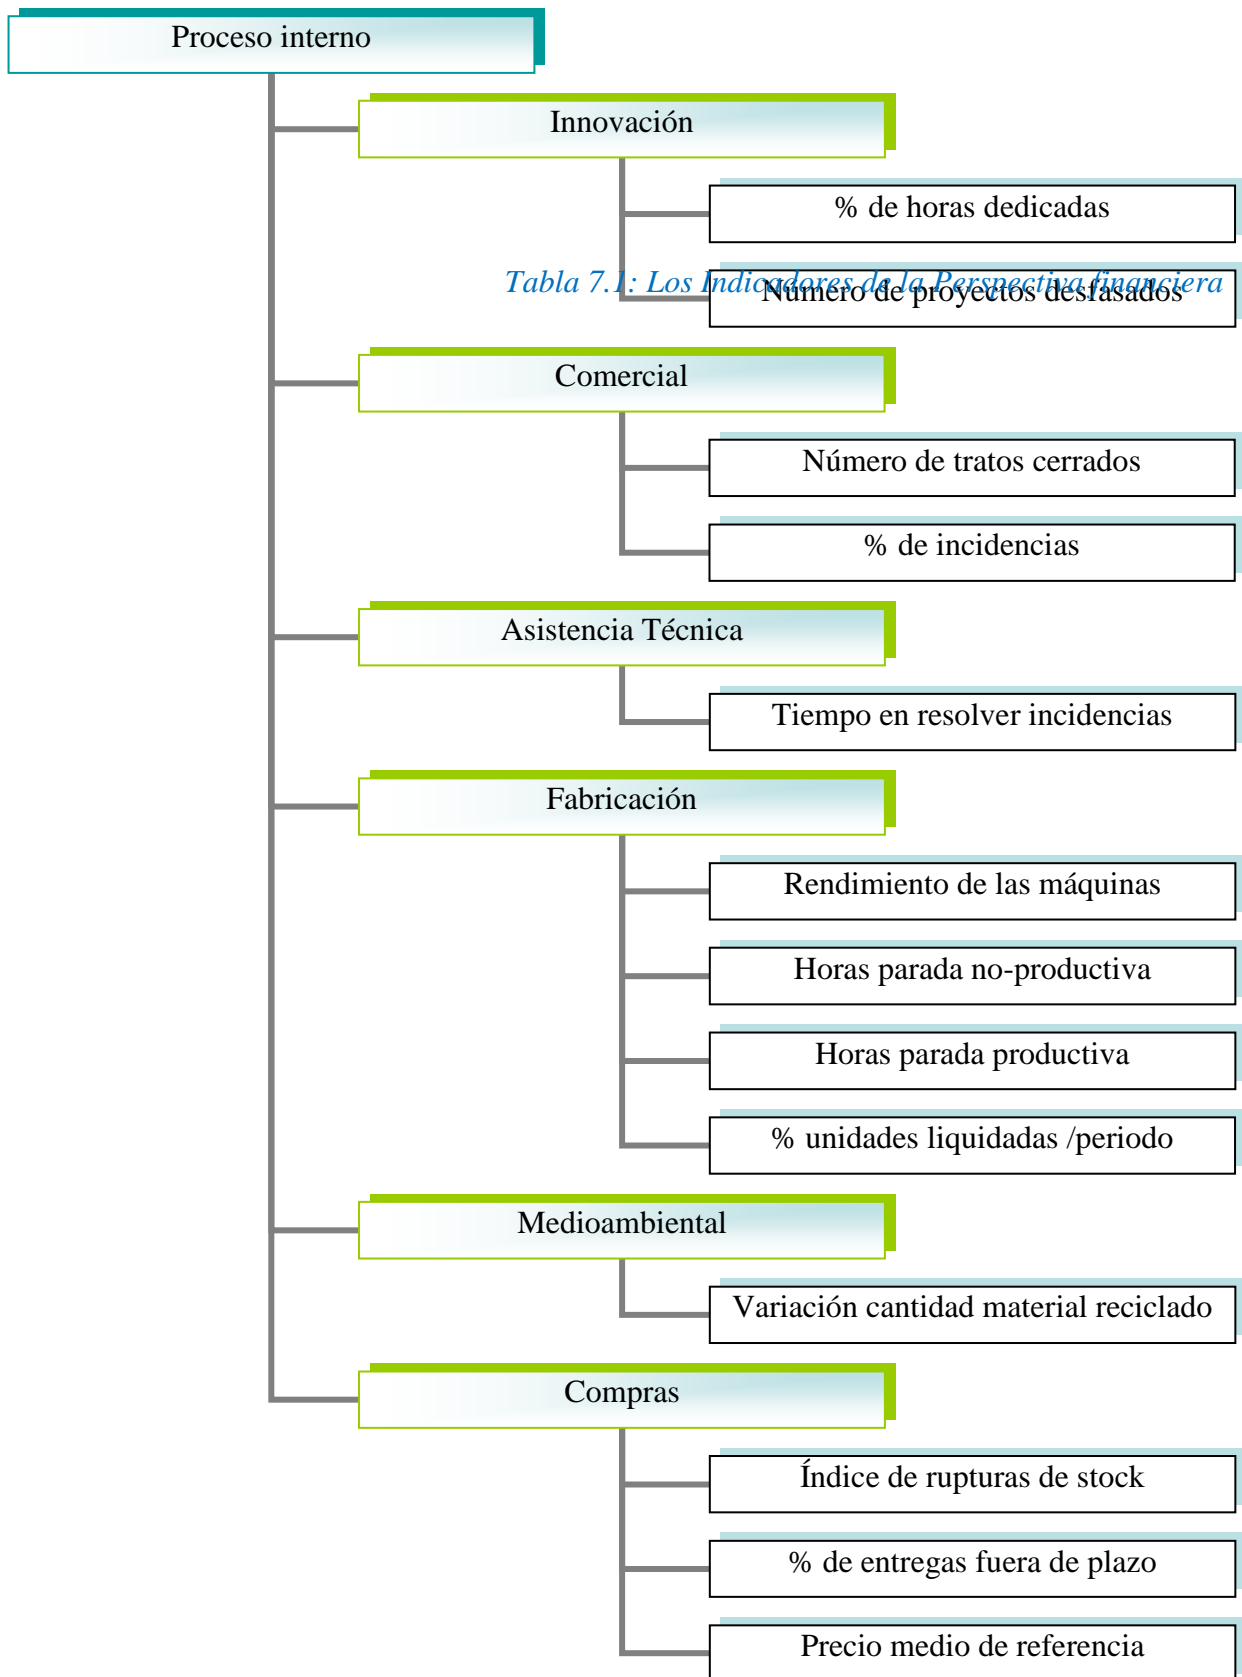 Proceso interno
Innovación
% de horas dedicadas
Tabla 7.1: Los Indicadores de la Perspectiva financiera
Número de proyectos desfasados
Comercial
Número de tratos cerrados
% de incidencias
Asistencia Técnica
Tiempo en resolver incidencias
Fabricación
Rendimiento de las máquinas
Horas parada no-productiva
Horas parada productiva
% unidades liquidadas /periodo
Medioambiental
Variación cantidad material reciclado
Compras
Índice de rupturas de stock
% de entregas fuera de plazo
Precio medio de referencia